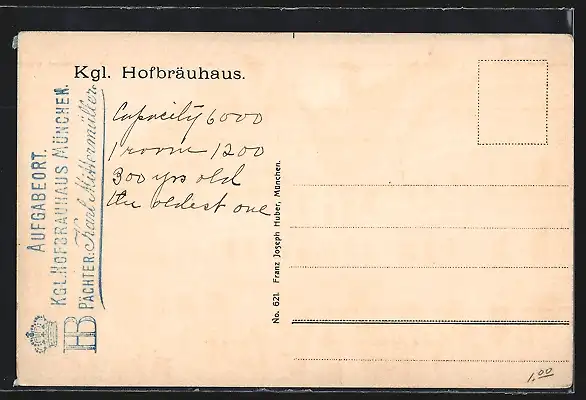 Kgl. Hofbräuhaus.
Capacity 6000
1 room 1200
300 yrs old
the oldest one
AUFGABEORT.
KGL. HOFBRÄUHAUS MÜNCHEN.
PÄCHTER: Karl Mittermüller.
HB
No. 621. Franz Joseph Huber, München.
1.00